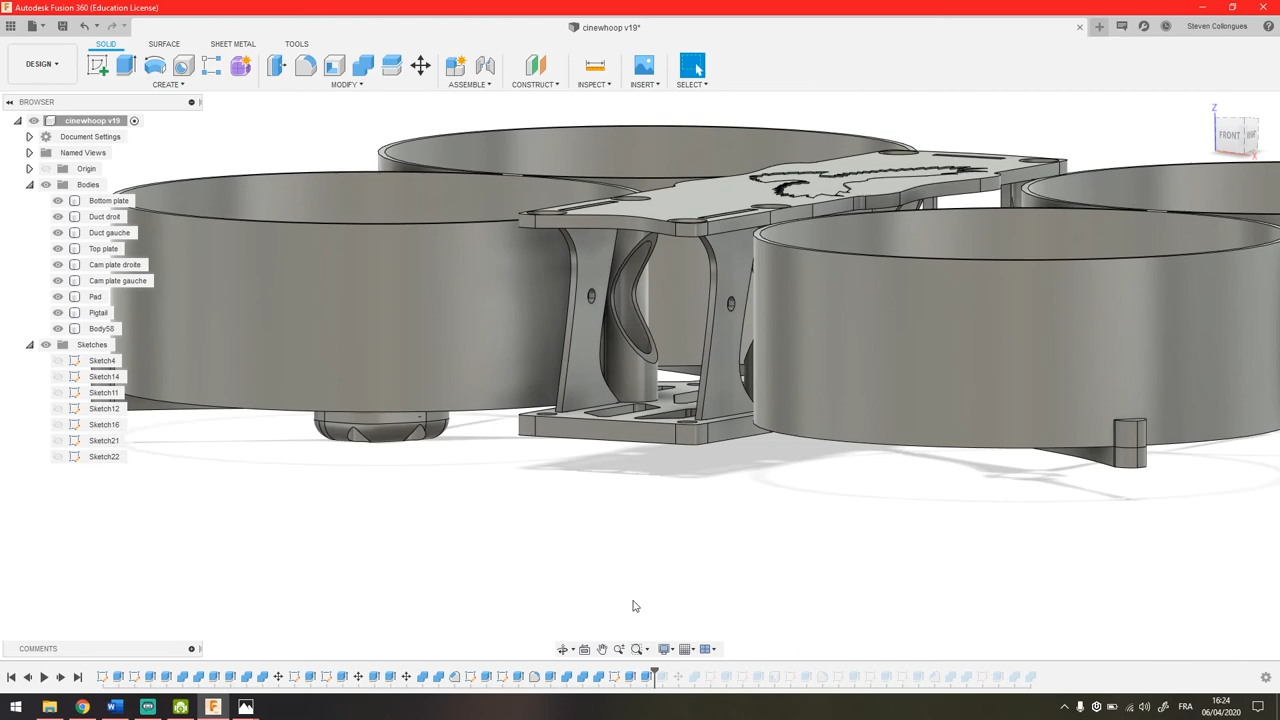 Autodesk Fusion 360 (Education License)
cinewhoop v19*
Steven Collongues
DESIGN
SOLID
SURFACE
SHEET METAL
TOOLS
CREATE
MODIFY
ASSEMBLE
CONSTRUCT
INSPECT
INSERT
SELECT
BROWSER
cinewhoop v19
Document Settings
Named Views
Origin
Bodies
Bottom plate
Duct droit
Duct gauche
Top plate
Cam plate droite
Cam plate gauche
Pad
Pigtail
Body58
Sketches
Sketch4
Sketch14
Sketch11
Sketch12
Sketch16
Sketch21
Sketch22
Z
FRONT
X
COMMENTS
FRA
16:24
06/04/2020